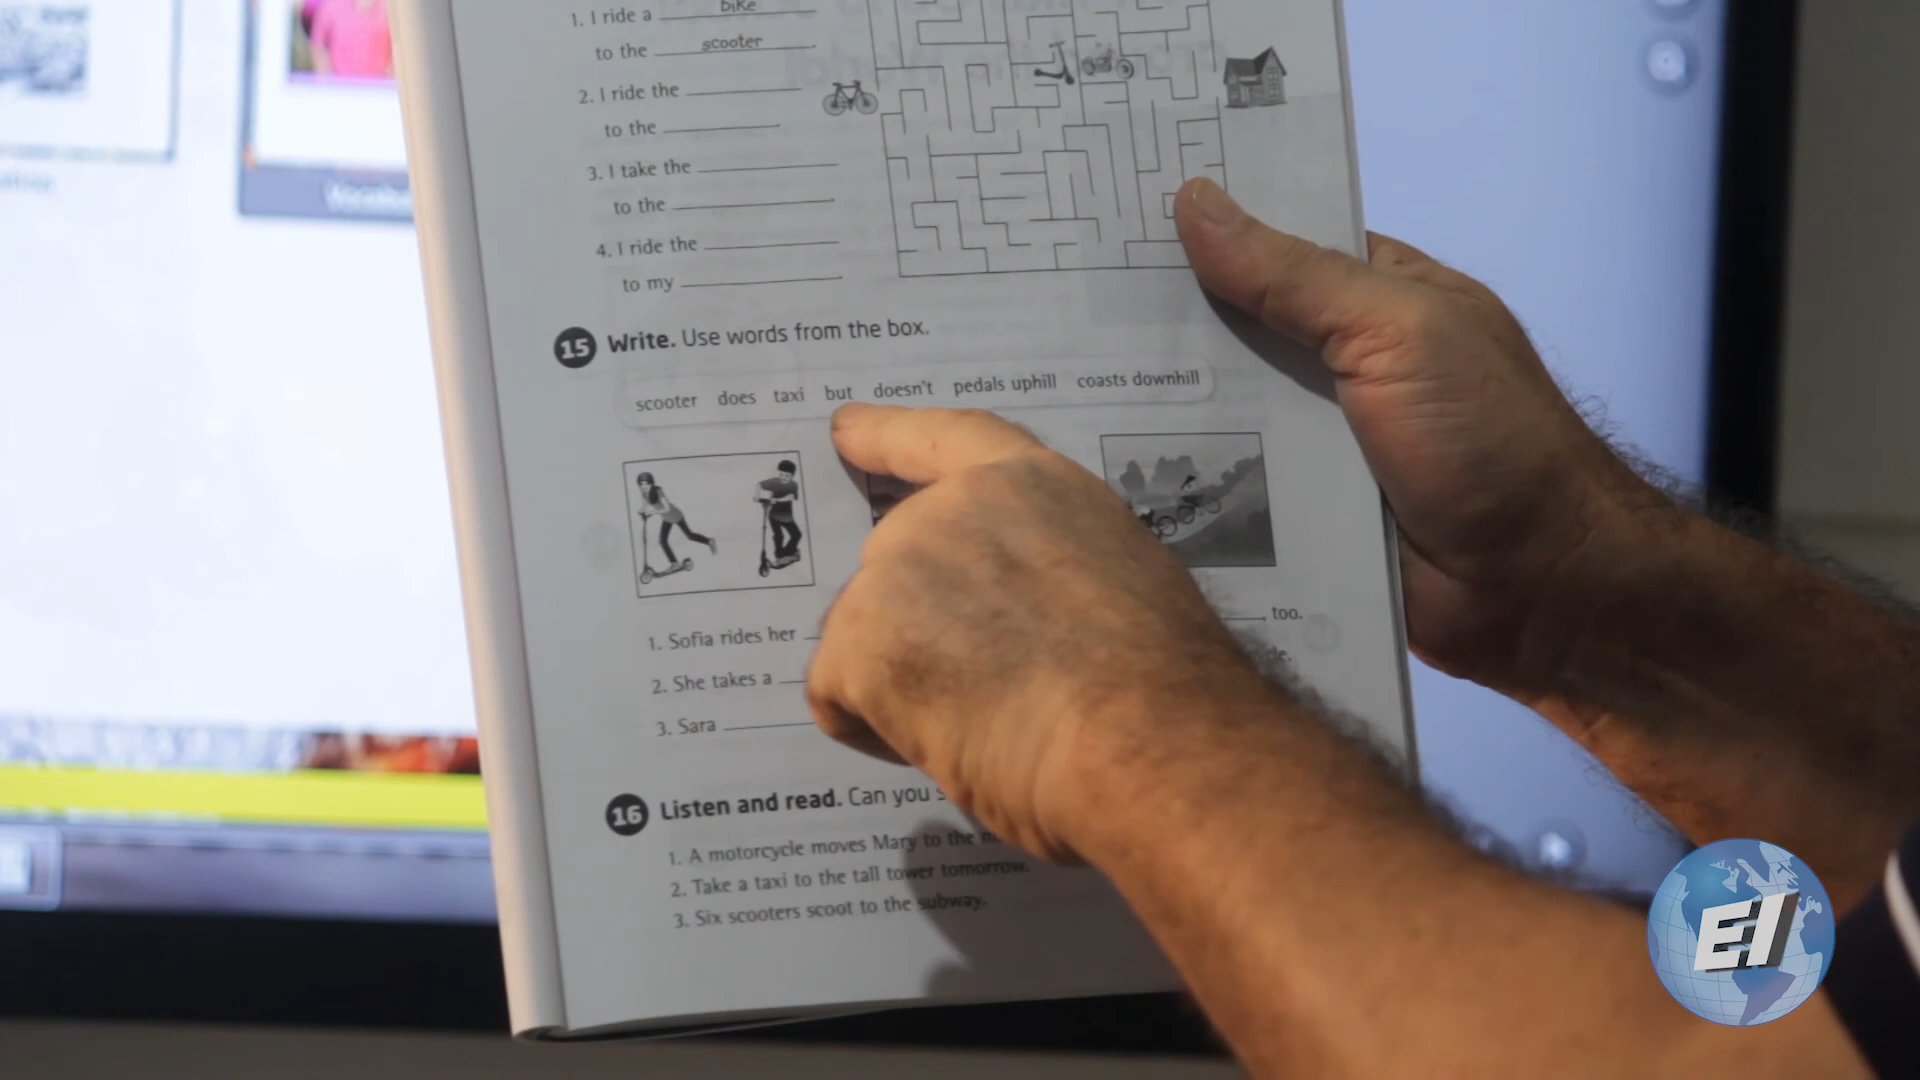 1. I ride a bike
to the scooter
2. I ride the
to the
3. I take the
to the
4. I ride the
to my
15 Write. Use words from the box.
scooter does taxi but doesn't pedals uphill coasts downhill
1. Sofia rides her , too.
2. She takes a
3. Sara
16 Listen and read. Can you
1. A motorcycle moves Mary to the
2. Take a taxi to the tall tower tomorrow.
3. Six scooters scoot to the subway.
EI